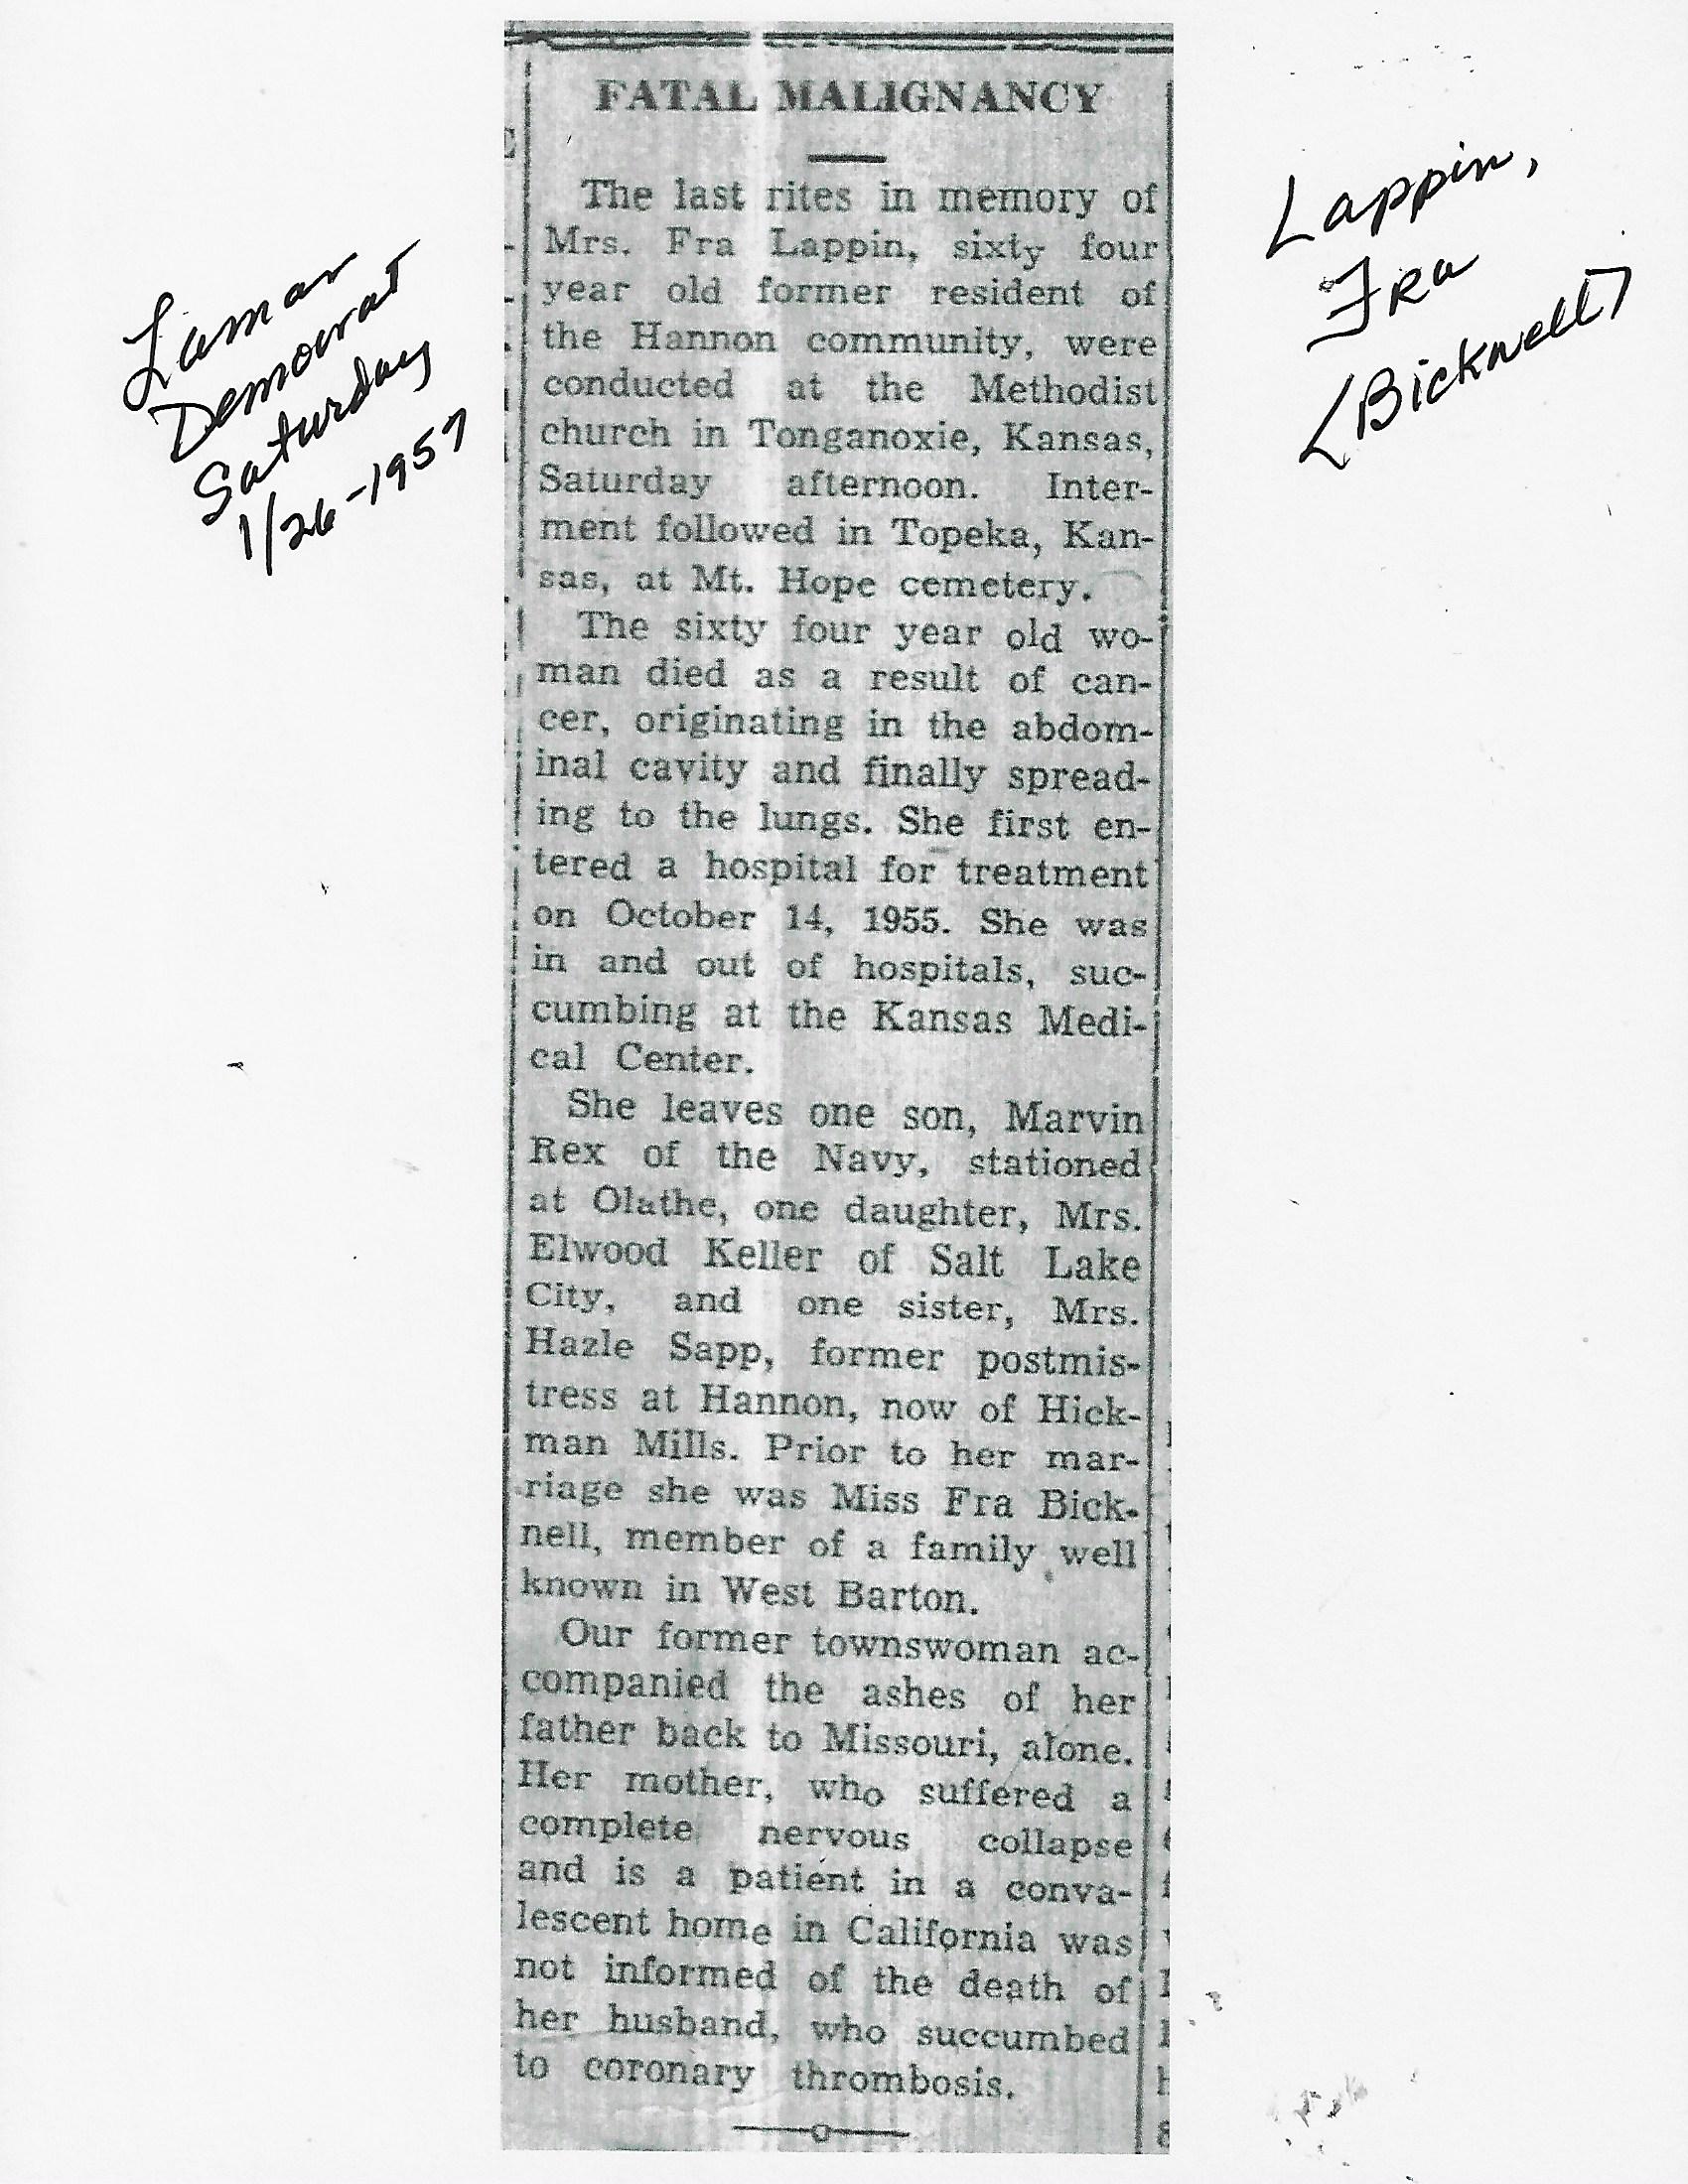 Lamar
Democrat
Saturday
1/26-1957
Lappin,
Fra
(Bicknell)
FATAL MALIGNANCY
The last rites in memory of
Mrs. Fra Lappin, sixty four
year old former resident of
the Hannon community, were
conducted at the Methodist
church in Tonganoxie, Kansas,
Saturday afternoon. Inter-
ment followed in Topeka, Kan-
sas, at Mt. Hope cemetery.
The sixty four year old wo-
man died as a result of can-
cer, originating in the abdom-
inal cavity and finally spread-
ing to the lungs. She first en-
tered a hospital for treatment
on October 14, 1955. She was
in and out of hospitals, suc-
cumbing at the Kansas Medi-
cal Center.
She leaves one son, Marvin
Rex of the Navy, stationed
at Olathe, one daughter, Mrs.
Elwood Keller of Salt Lake
City, and one sister, Mrs.
Hazle Sapp, former postmis-
tress at Hannon, now of Hick-
man Mills. Prior to her mar-
riage she was Miss Fra Bick-
nell, member of a family well
known in West Barton.
Our former townswoman ac-
companied the ashes of her
father back to Missouri, alone.
Her mother, who suffered a
complete nervous collapse
and is a patient in a conva-
lescent home in California was
not informed of the death of
her husband, who succumbed
to coronary thrombosis.